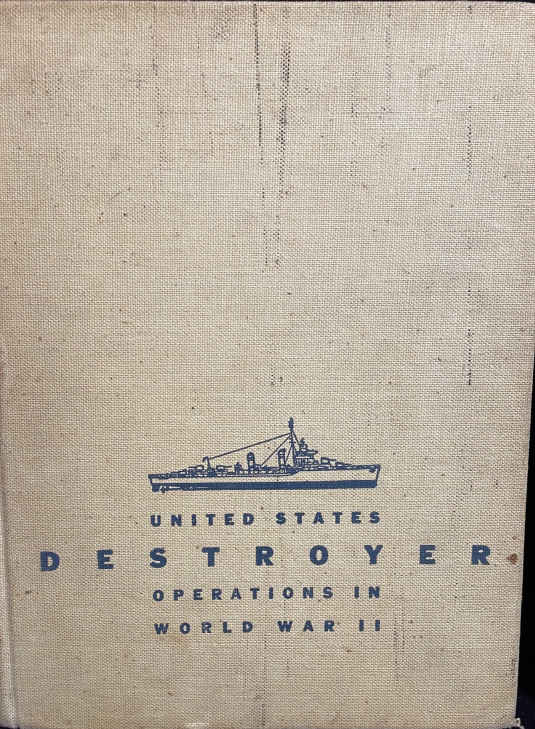 UNITED STATES
DESTROYER
OPERATIONS IN
WORLD WAR II